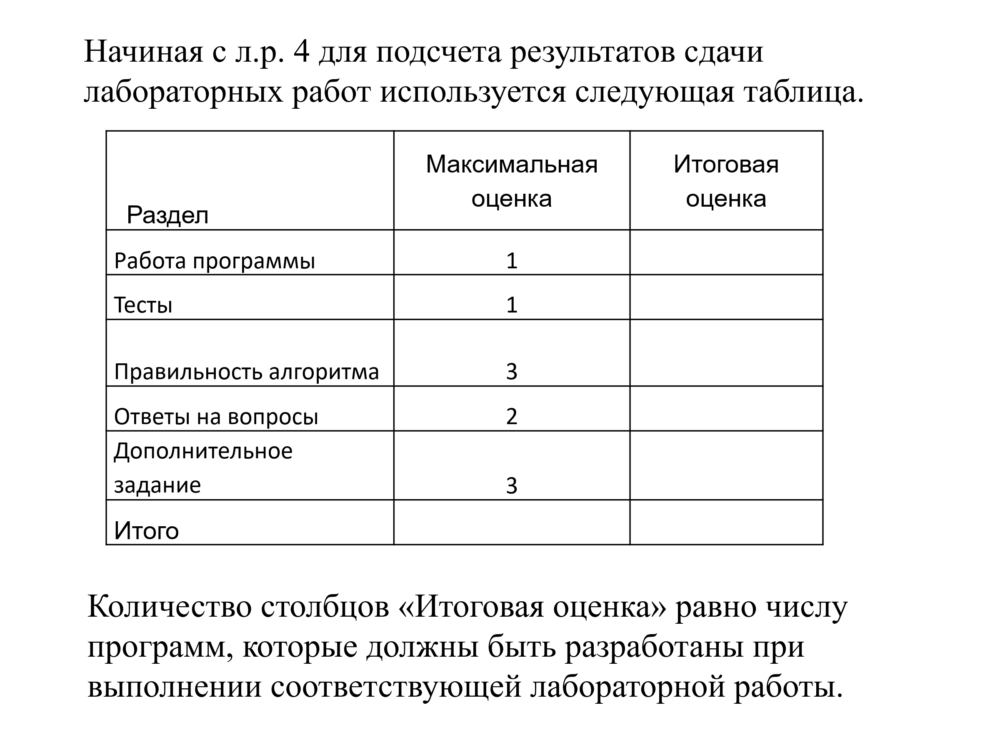 Начиная с л.р. 4 для подсчета результатов сдачи
лабораторных работ используется следующая таблица.
Раздел
Максимальная
оценка
Итоговая
оценка
Работа программы 1
Тесты 1
Правильность алгоритма 3
Ответы на вопросы 2
Дополнительное
задание 3
Итого
Количество столбцов «Итоговая оценка» равно числу
программ, которые должны быть разработаны при
выполнении соответствующей лабораторной работы.